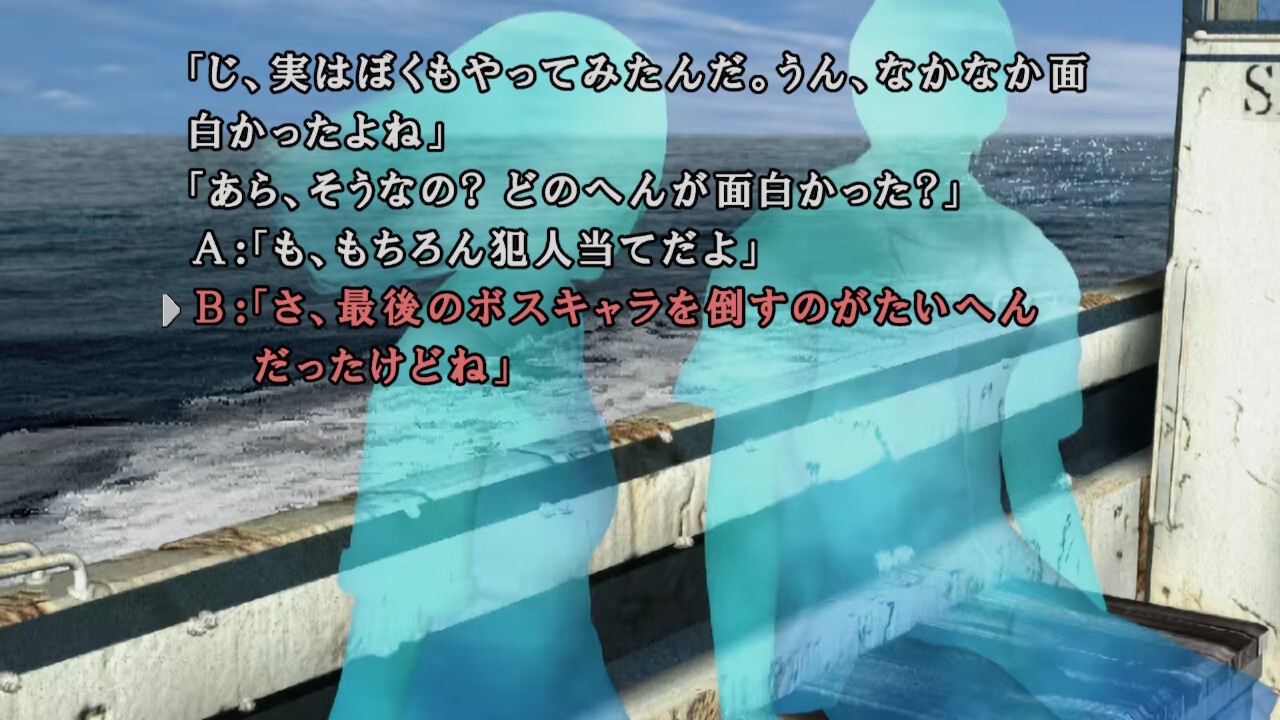 「じ、実はぼくもやってみたんだ。うん、なかなか面
白かったよね」
「あら、そうなの？ どのへんが面白かった？」
Ａ：「も、もちろん犯人当てだよ」
Ｂ：「さ、最後のボスキャラを倒すのがたいへん
だったけどね」
S